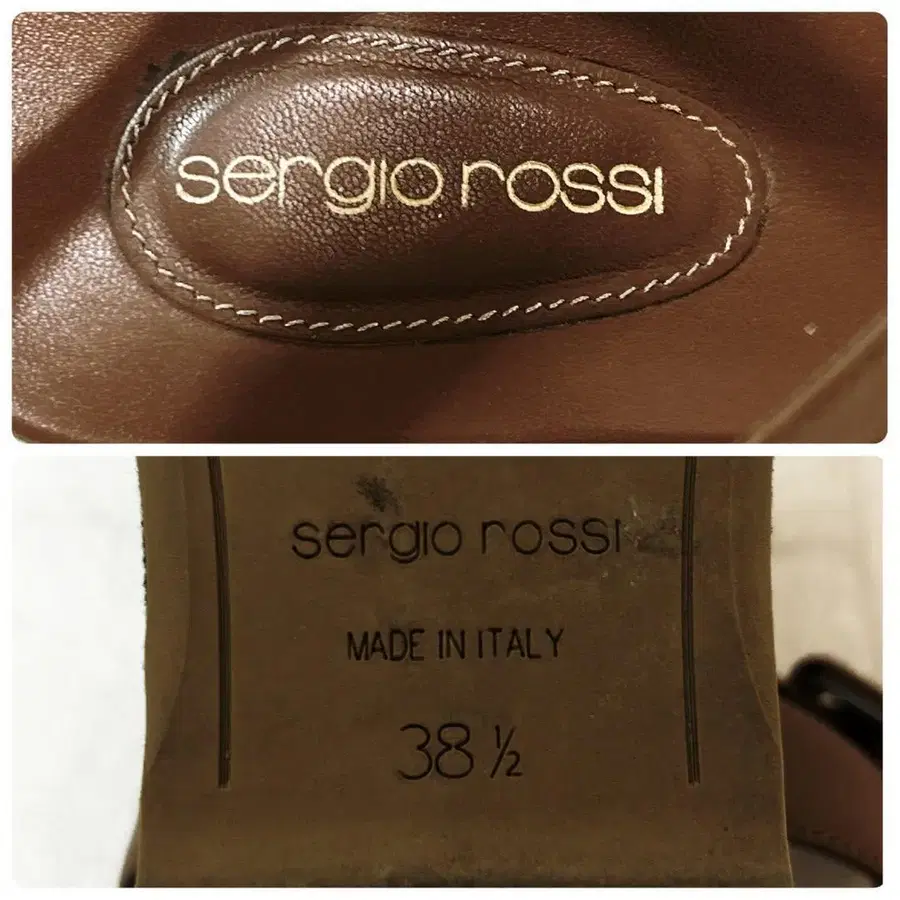 sergio rossi
sergio rossi
MADE IN ITALY
38 ½